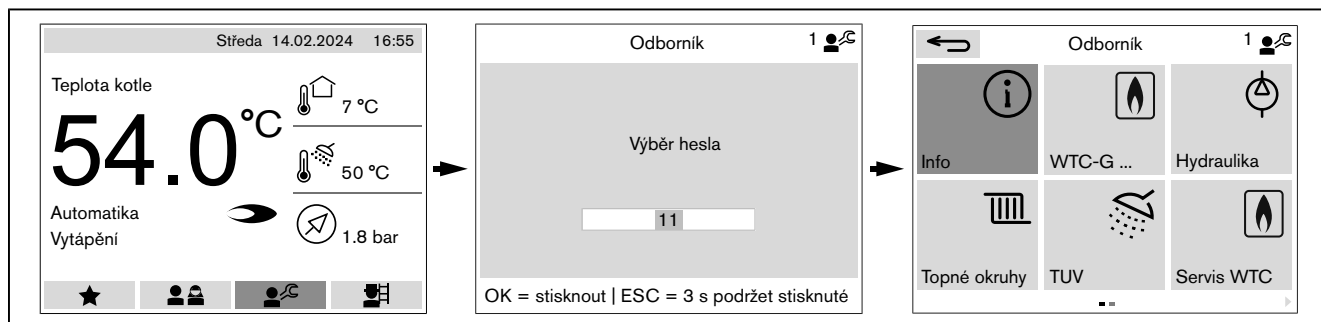 Středa 14.02.2024 16:55
Teplota kotle
54.0°C
7 °C
50 °C
1.8 bar
Automatika
Vytápění
Odborník 1
Výběr hesla
11
OK = stisknout | ESC = 3 s podržet stisknuté
Odborník 1
Info
WTC-G ...
Hydraulika
Topné okruhy
TUV
Servis WTC